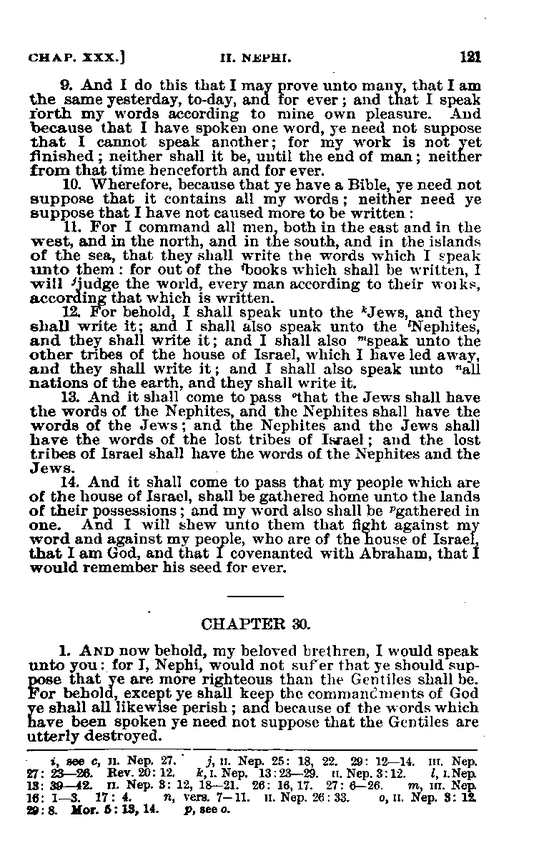 CHAP. XXX.] II. NEPHI. 121
9. And I do this that I may prove unto many, that I am
the same yesterday, to-day, and for ever; and that I speak
forth my words according to mine own pleasure. And
because that I have spoken one word, ye need not suppose
that I cannot speak another; for my work is not yet
finished; neither shall it be, until the end of man; neither
from that time henceforth and for ever.
10. Wherefore, because that ye have a Bible, ye need not
suppose that it contains all my words; neither need ye
suppose that I have not caused more to be written:
11. For I command all men, both in the east and in the
west, and in the north, and in the south, and in the islands
of the sea, that they shall write the words which I speak
unto them: for out of the ibooks which shall be written, I
will jjudge the world, every man according to their works,
according that which is written.
12. For behold, I shall speak unto the kJews, and they
shall write it; and I shall also speak unto the lNephites,
and they shall write it; and I shall also mspeak unto the
other tribes of the house of Israel, which I have led away,
and they shall write it; and I shall also speak unto nall
nations of the earth, and they shall write it.
13. And it shall come to pass othat the Jews shall have
the words of the Nephites, and the Nephites shall have the
words of the Jews; and the Nephites and the Jews shall
have the words of the lost tribes of Israel; and the lost
tribes of Israel shall have the words of the Nephites and the
Jews.
14. And it shall come to pass that my people which are
of the house of Israel, shall be gathered home unto the lands
of their possessions; and my word also shall be pgathered in
one. And I will shew unto them that fight against my
word and against my people, who are of the house of Israel,
that I am God, and that I covenanted with Abraham, that I
would remember his seed for ever.
CHAPTER 30.
1. AND now behold, my beloved brethren, I would speak
unto you: for I, Nephi, would not suffer that ye should sup-
pose that ye are more righteous than the Gentiles shall be.
For behold, except ye shall keep the commandments of God
ye shall all likewise perish; and because of the words which
have been spoken ye need not suppose that the Gentiles are
utterly destroyed.
i, see c, II. Nep. 27. j, II. Nep. 25: 18, 22. 29: 12—14. III. Nep.
27: 23—26. Rev. 20: 12. k, I. Nep. 13: 23—29. II. Nep. 3: 12. l, I. Nep.
13: 39—42. II. Nep. 3: 12, 18—21. 26: 16, 17. 27: 6—26. m, III. Nep.
16: 1—3. 17: 4. n, vers. 7—11. II. Nep. 26: 33. o, II. Nep. 3: 12.
29: 8. Mor. 5: 13, 14. p, see o.